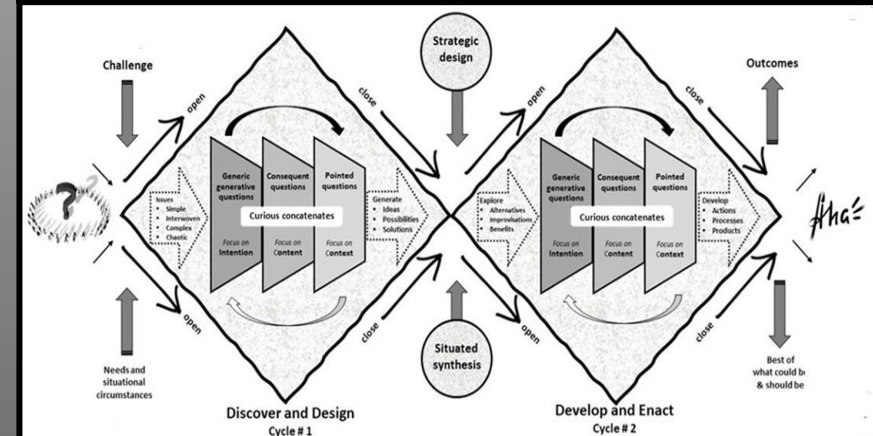 Challenge
open
?
?
Issues
• Simple
• Interwoven
• Complex
• Chaotic
open
Needs and
situational
circumstances
Generic
generative
questions
Consequent
questions
Pointed
questions
Curious concatenates
Focus on
Intention
Focus on
Content
Focus on
Context
close
Generate
• Ideas
• Possibilities
• Solutions
close
Discover and Design
Cycle # 1
Strategic
design
Situated
synthesis
open
Explore
• Alternatives
• Improvisations
• Benefits
open
Generic
generative
questions
Consequent
questions
Pointed
questions
Curious concatenates
Focus on
Intention
Focus on
Content
Focus on
Context
close
Develop
• Actions
• Processes
• Products
close
Develop and Enact
Cycle # 2
Outcomes
Aha
Best of
what could be
& should be